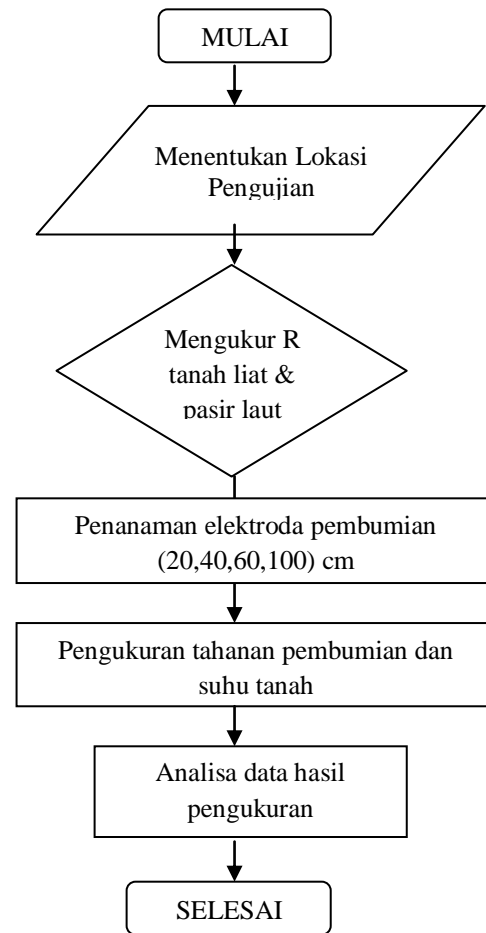 MULAI
Menentukan Lokasi
Pengujian
Mengukur R
tanah liat &
pasir laut
Penanaman elektroda pembumian
(20,40,60,100) cm
Pengukuran tahanan pembumian dan
suhu tanah
Analisa data hasil
pengukuran
SELESAI